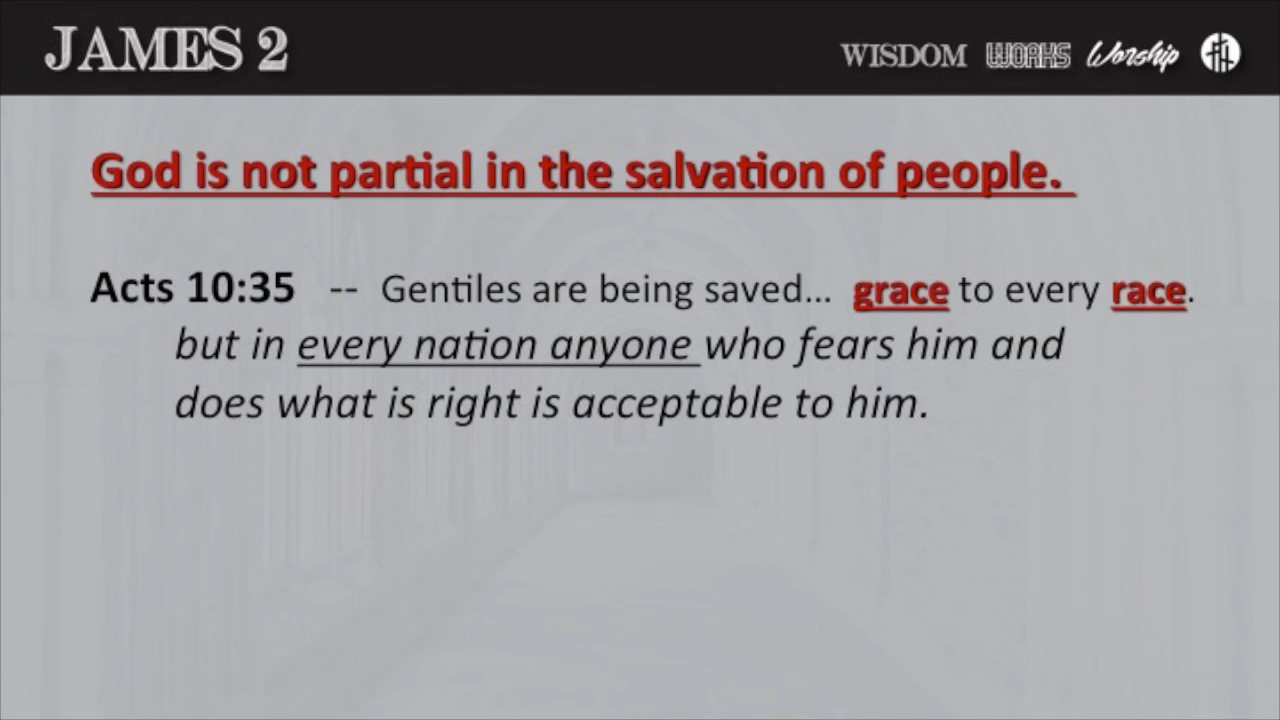 JAMES 2
WISDOM WORKS Worship
God is not partial in the salvation of people.
Acts 10:35 -- Gentiles are being saved... grace to every race.
but in every nation anyone who fears him and
does what is right is acceptable to him.